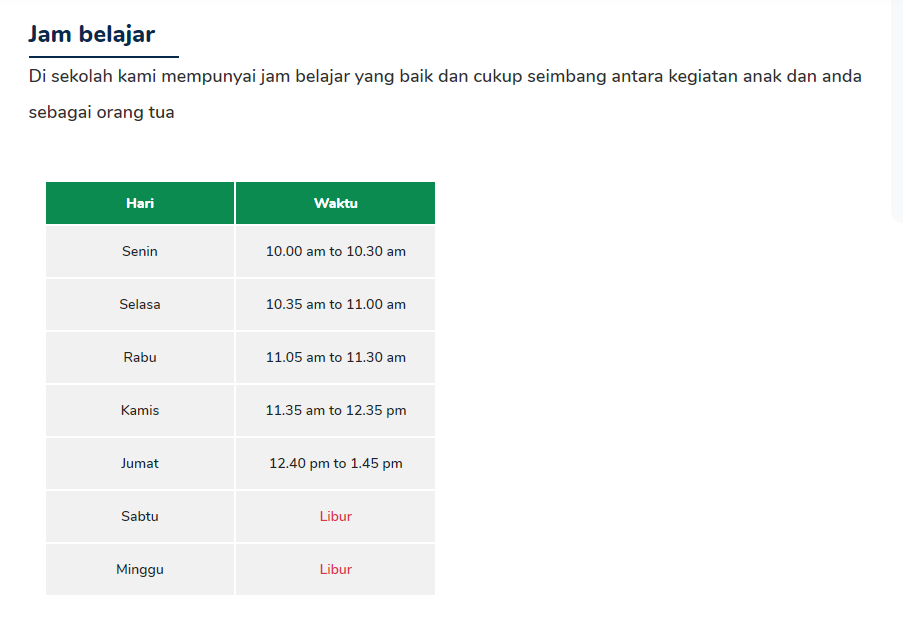 Jam belajar
Di sekolah kami mempunyai jam belajar yang baik dan cukup seimbang antara kegiatan anak dan anda
sebagai orang tua
Hari Waktu
Senin 10.00 am to 10.30 am
Selasa 10.35 am to 11.00 am
Rabu 11.05 am to 11.30 am
Kamis 11.35 am to 12.35 pm
Jumat 12.40 pm to 1.45 pm
Sabtu Libur
Minggu Libur